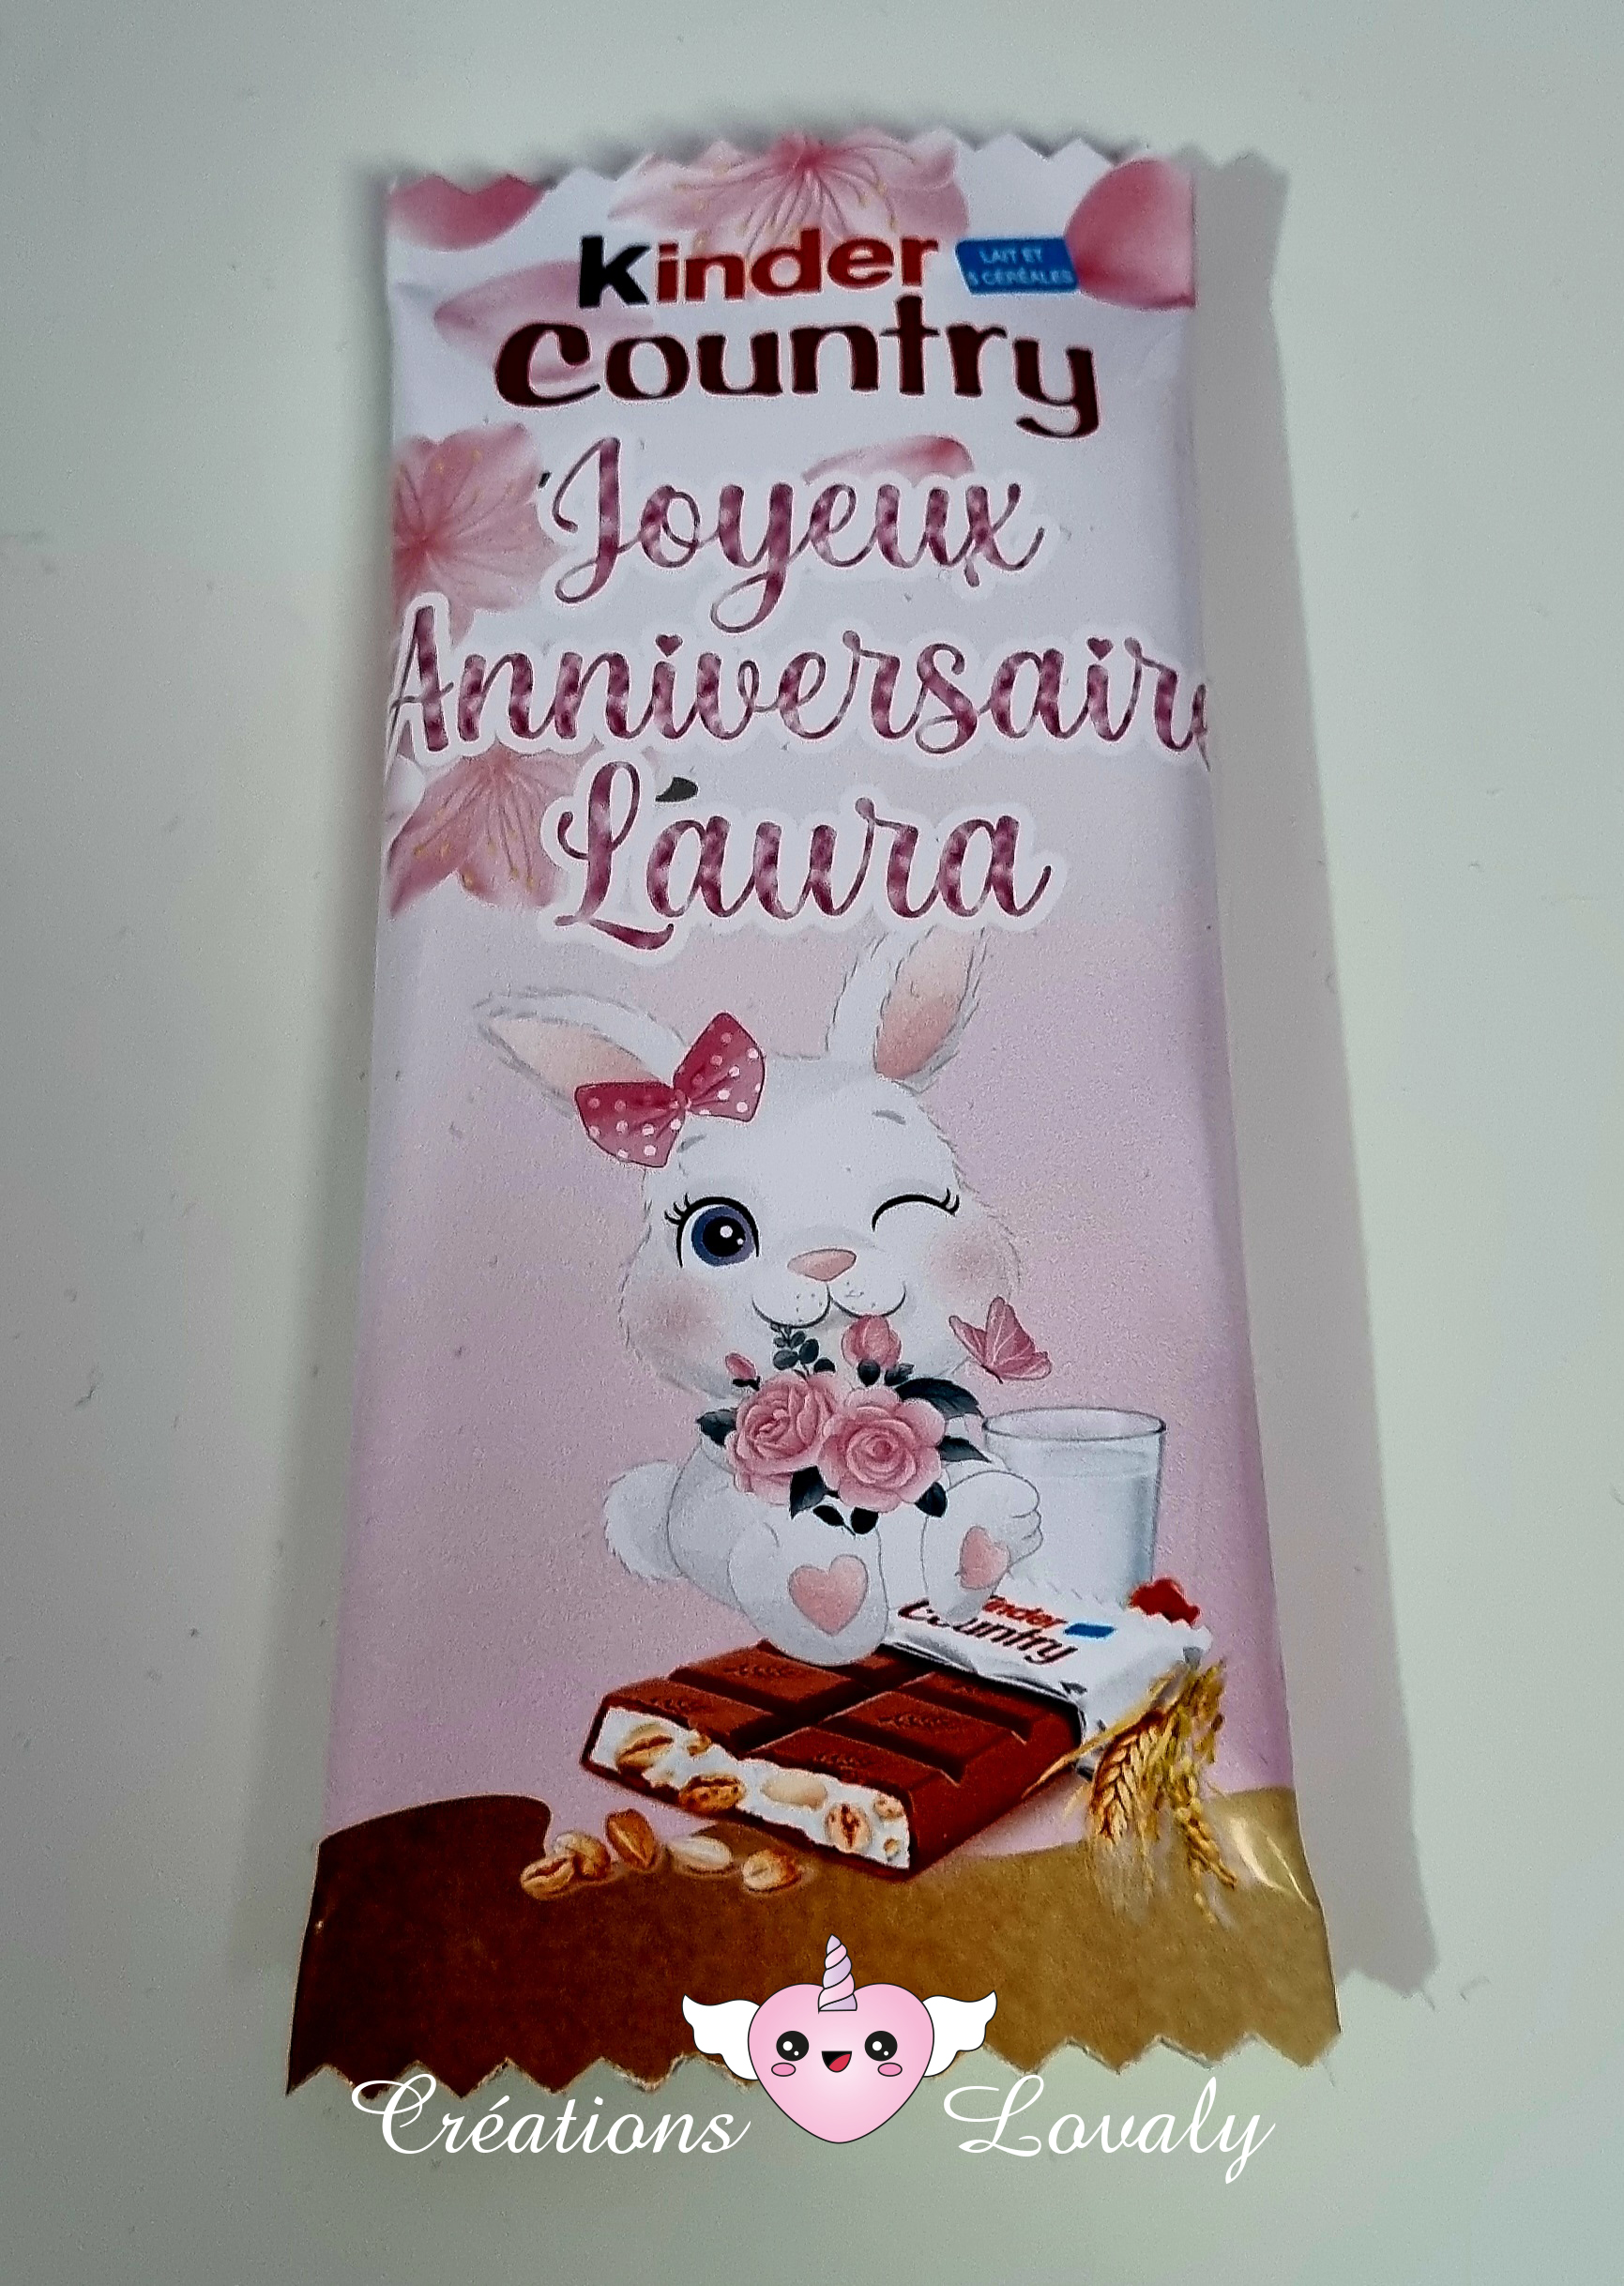 Kinder
LAIT ET
5 CÉRÉALES
Country
Joyeux
Anniversaire
Laura
Kinder
Country
Créations Lovaly